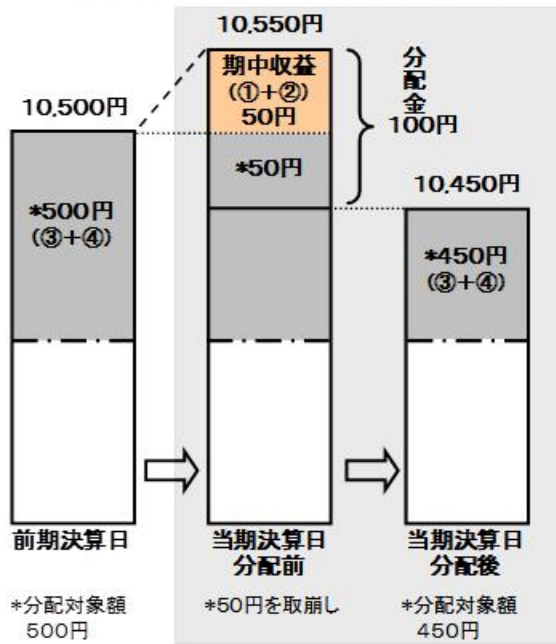 10,550円
期中収益
(①+②)
50円
分配金
100円
10,500円
*50円
10,450円
*500円
(③+④)
*450円
(③+④)
前期決算日
当期決算日
分配前
当期決算日
分配後
*分配対象額
500円
*50円を取崩し
*分配対象額
450円